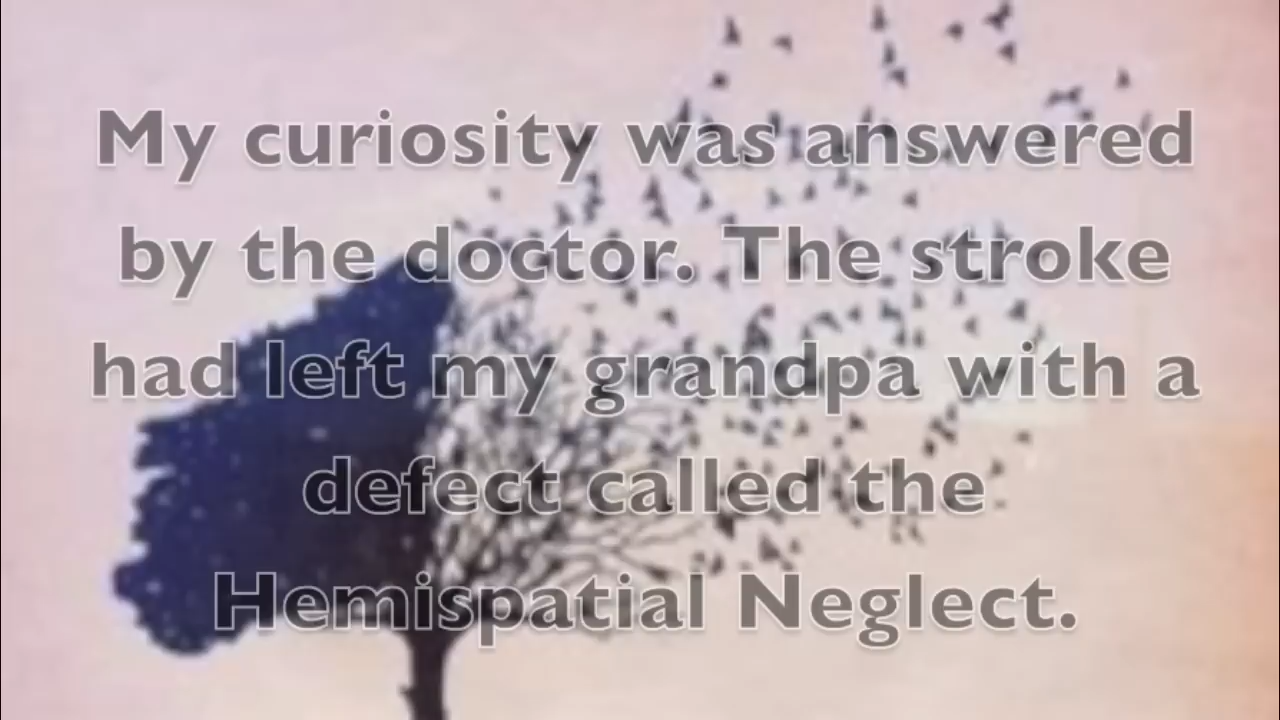 My curiosity was answered
by the doctor. The stroke
had left my grandpa with a
defect called the
Hemispatial Neglect.